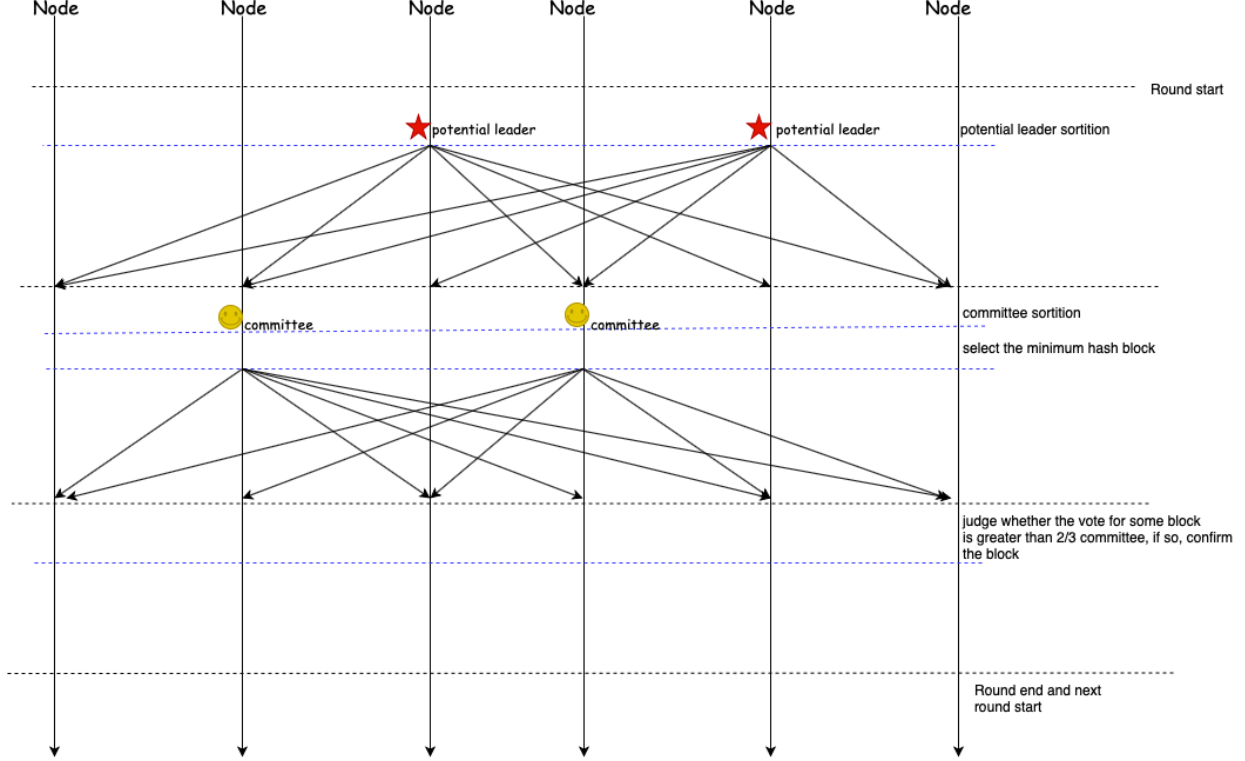 Node Node Node Node Node Node
Round start
potential leader potential leader potential leader sortition
committee sortition
committee committee
select the minimum hash block
judge whether the vote for some block
is greater than 2/3 committee, if so, confirm
the block
Round end and next
round start